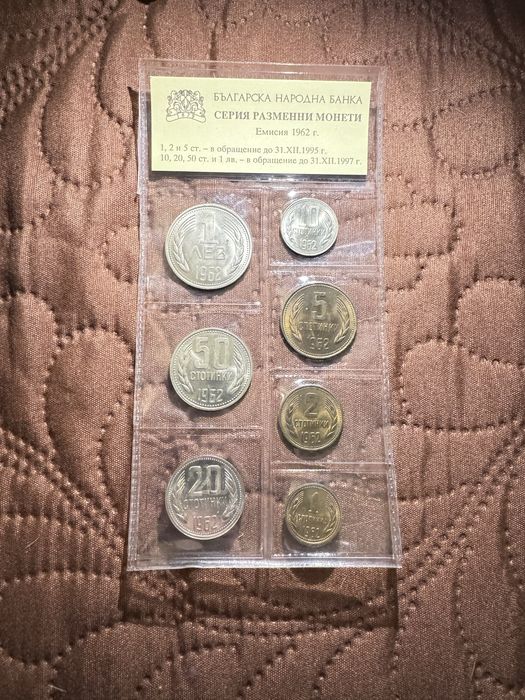 БЪЛГАРСКА НАРОДНА БАНКА
СЕРИЯ РАЗМЕННИ МОНЕТИ
Емисия 1962 г.
1, 2 и 5 ст. – в обращение до 31.XII.1995 г.
10, 20, 50 ст. и 1 лв. – в обращение до 31.XII.1997 г.
1
ЛЕВ
1962
10
СТОТИНКИ
1962
5
СТОТИНКИ
1962
50
СТОТИНКИ
1962
2
СТОТИНКИ
1962
20
СТОТИНКИ
1962
1
СТОТИНКА
1962